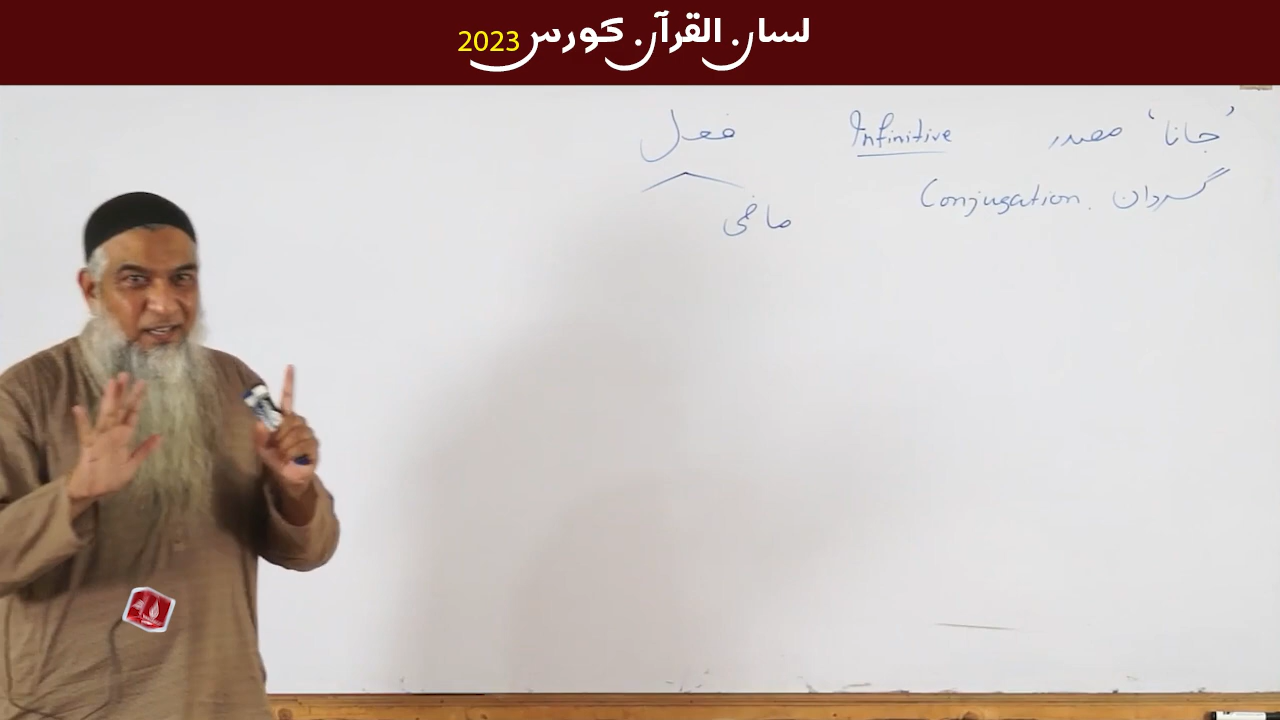 لسان القرآن کورس 2023
’جانا‘ مصدر Infinitive
گردان Conjugation
فعل
ماضی